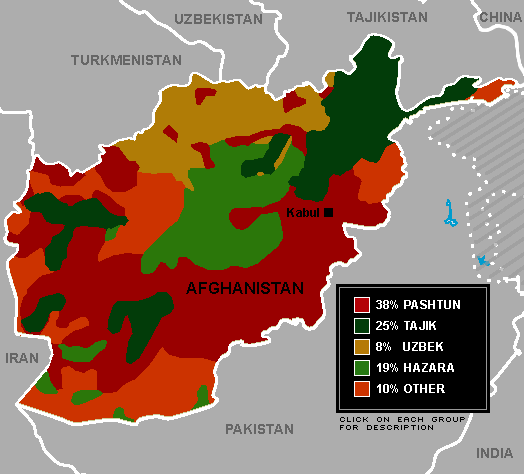 UZBEKISTAN
TAJIKISTAN
CHINA
TURKMENISTAN
Kabul
AFGHANISTAN
38% PASHTUN
25% TAJIK
8% UZBEK
19% HAZARA
10% OTHER
IRAN
CLICK ON EACH GROUP
FOR DESCRIPTION
PAKISTAN
INDIA